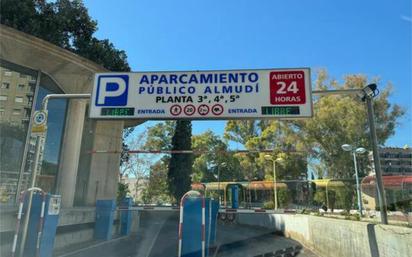 P
APARCAMIENTO
PÚBLICO ALMUDÍ
PLANTA 3ª, 4ª, 5ª
ABIERTO
24
HORAS
LIBRE ENTRADA ENTRADA LIBRE